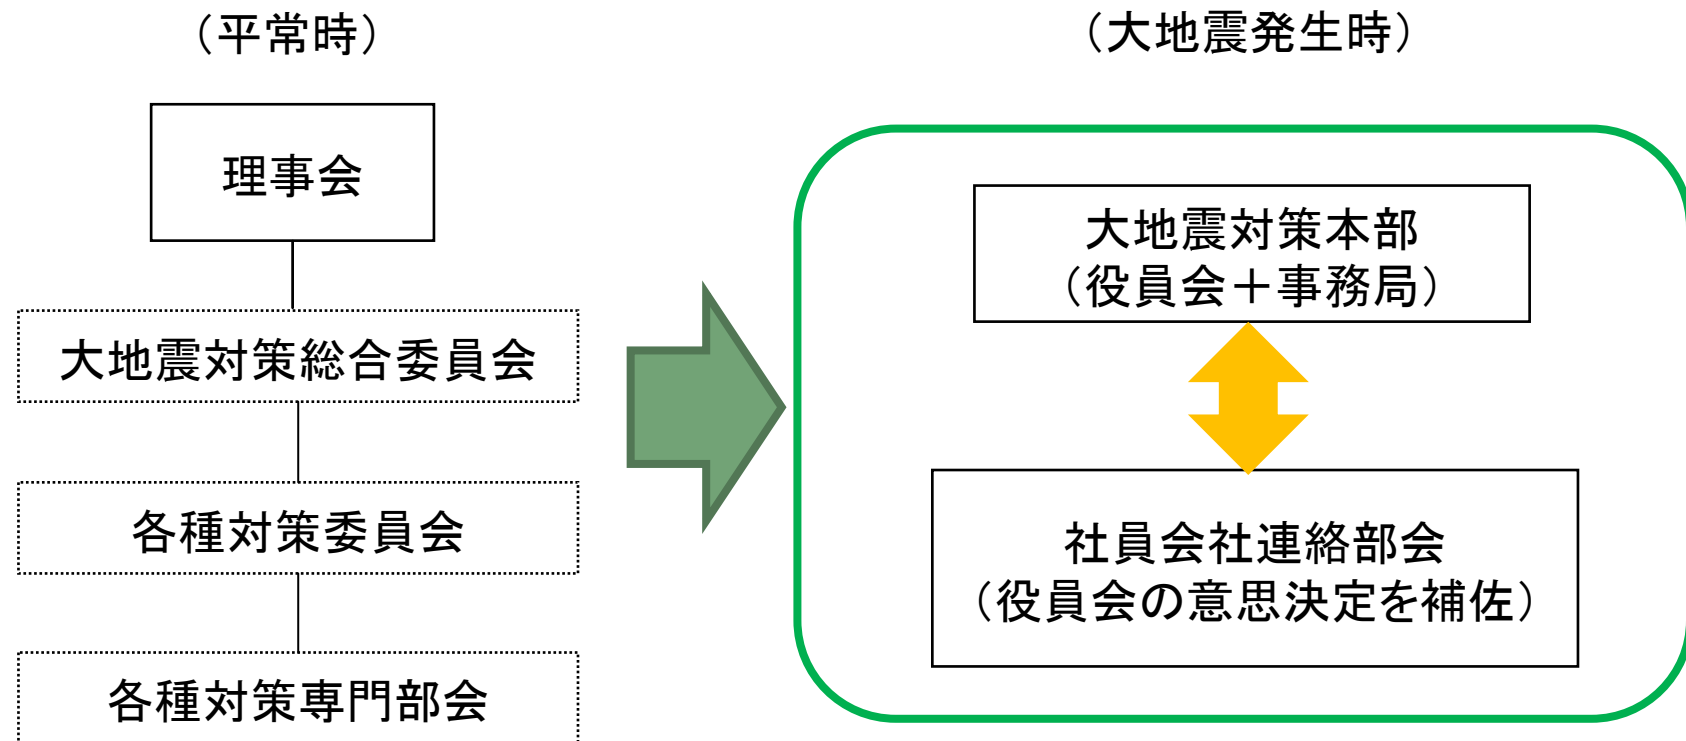 （平常時）
理事会
大地震対策総合委員会
各種対策委員会
各種対策専門部会
（大地震発生時）
大地震対策本部
（役員会＋事務局）
社員会社連絡部会
（役員会の意思決定を補佐）